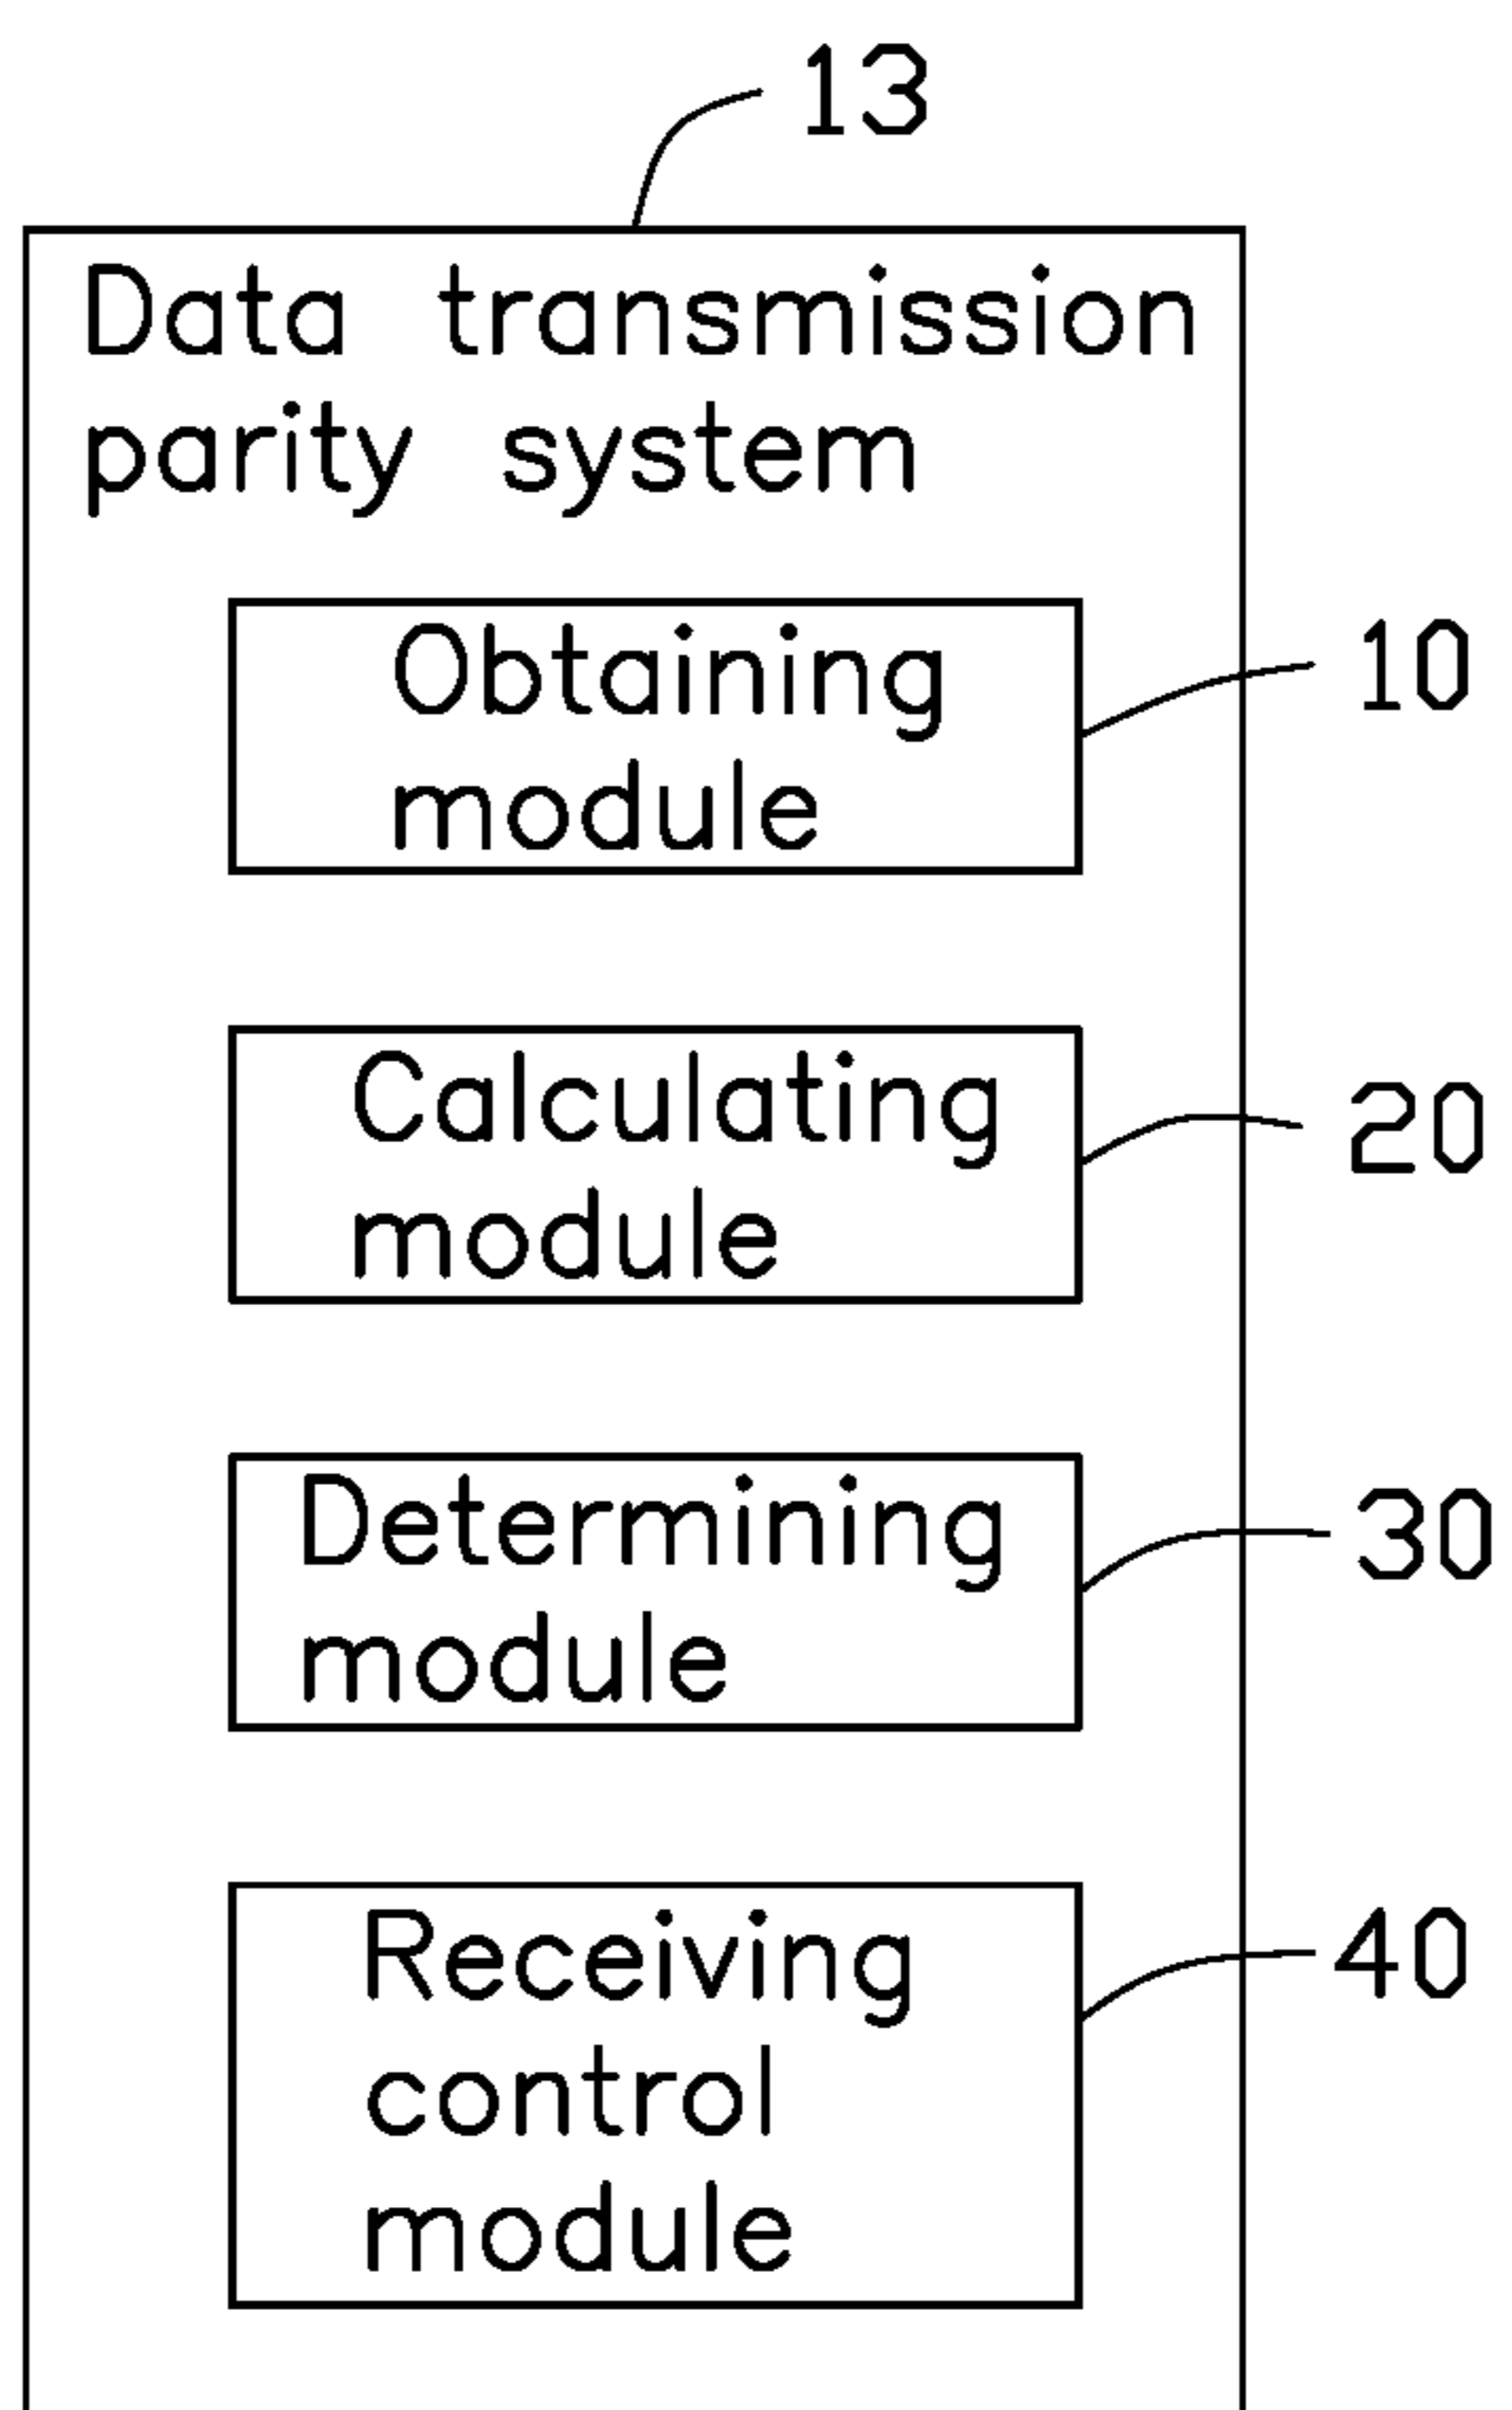 13
Data transmission
parity system
Obtaining
module
10
Calculating
module
20
Determining
module
30
Receiving
control
module
40